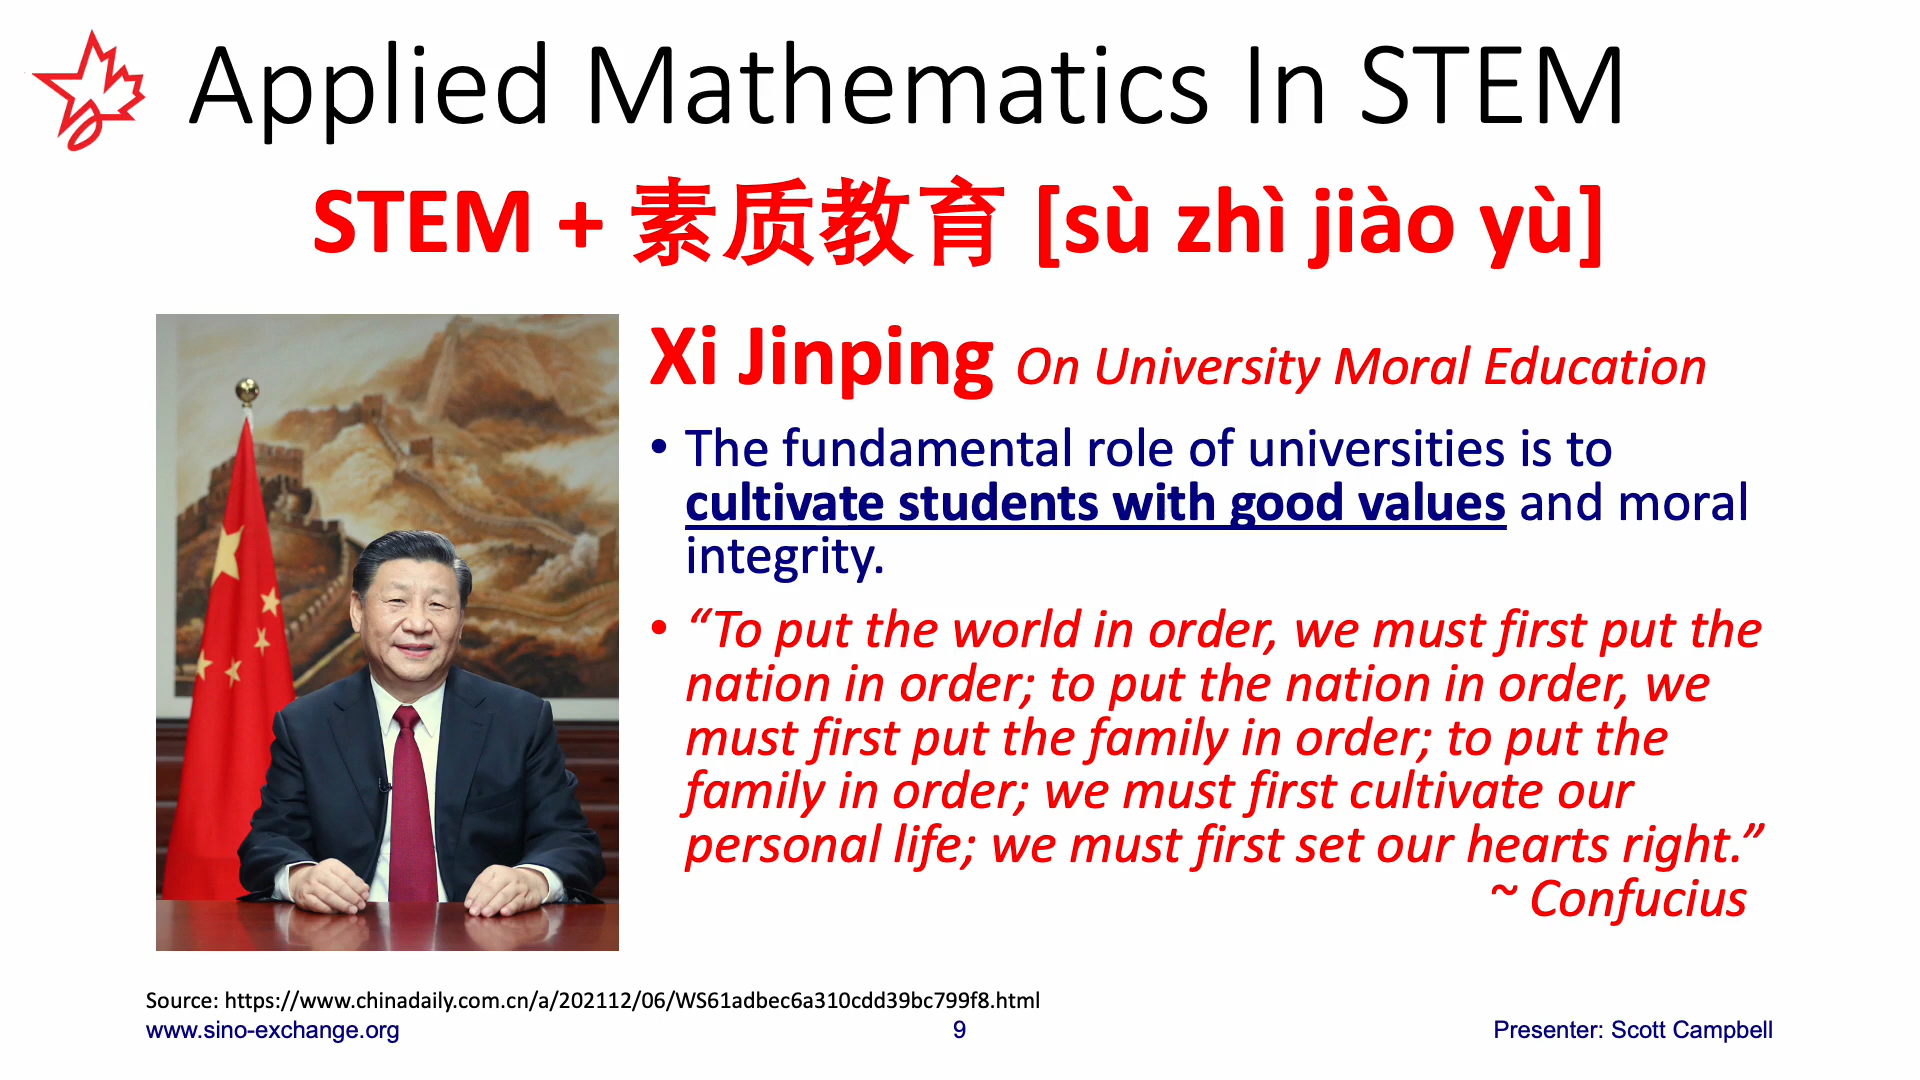 Applied Mathematics In STEM
STEM + 素质教育 [sù zhì jiào yù]
Xi Jinping On University Moral Education
• The fundamental role of universities is to
cultivate students with good values and moral
integrity.
• “To put the world in order, we must first put the
nation in order; to put the nation in order, we
must first put the family in order; to put the
family in order; we must first cultivate our
personal life; we must first set our hearts right.”
~ Confucius
Source: https://www.chinadaily.com.cn/a/202112/06/WS61adbec6a310cdd39bc799f8.html
www.sino-exchange.org
9
Presenter: Scott Campbell